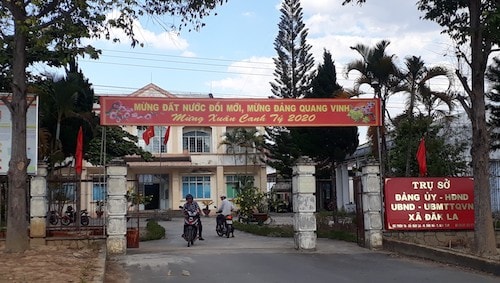 MỪNG ĐẤT NƯỚC ĐỔI MỚI, MỪNG ĐẢNG QUANG VINH
Mừng Xuân Canh Tý 2020
TRỤ SỞ
ĐẢNG ỦY - HĐND
UBND - UBMTTQVN
XÃ ĐĂK LA